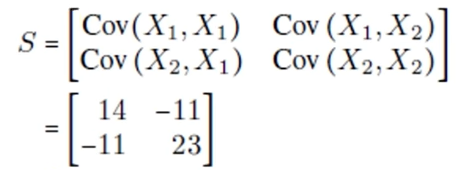 S = [Cov(X₁, X₁) Cov (X₁, X₂)
Cov (X₂, X₁) Cov (X₂, X₂)]
= [14 −11
−11 23]